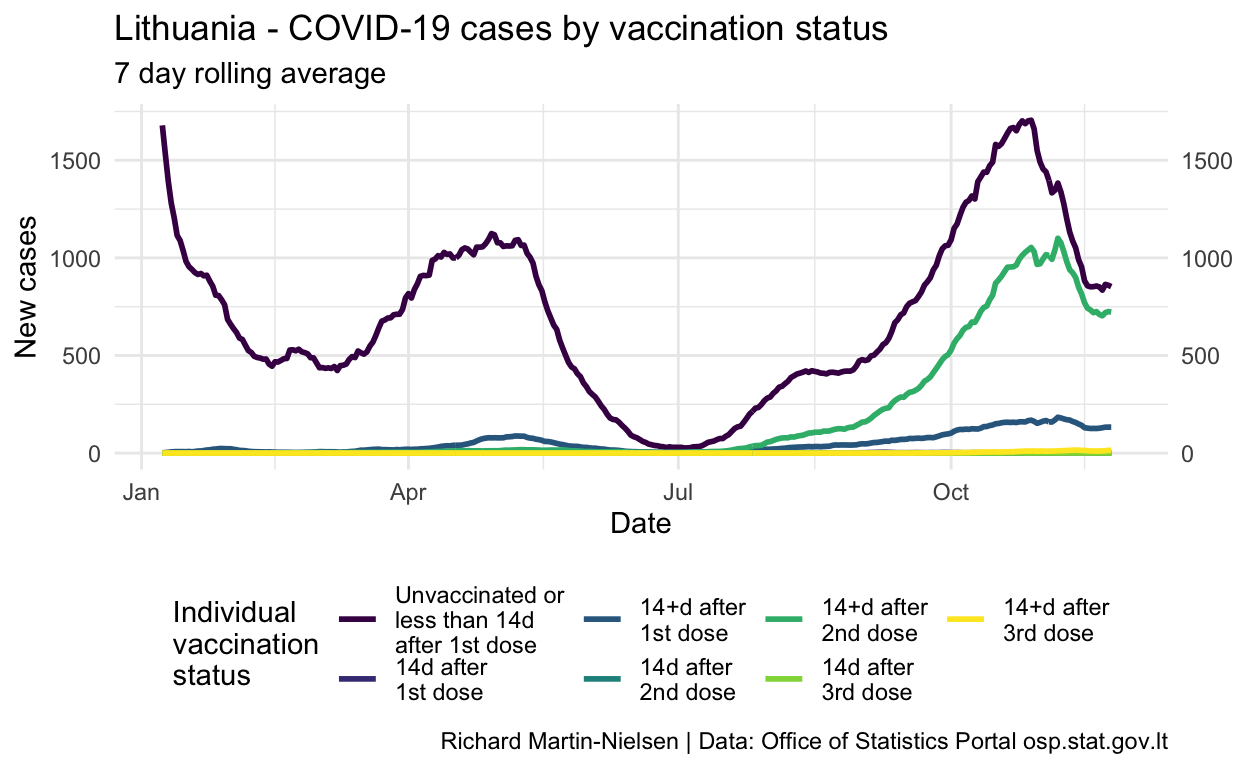 Lithuania - COVID-19 cases by vaccination status
7 day rolling average
New cases
1500
1000
500
0
1500
1000
500
0
Jan
Apr
Jul
Oct
Date
Individual
vaccination
status
Unvaccinated or
less than 14d
after 1st dose
14d after
1st dose
14+d after
1st dose
14d after
2nd dose
14+d after
2nd dose
14d after
3rd dose
14+d after
3rd dose
Richard Martin-Nielsen | Data: Office of Statistics Portal osp.stat.gov.lt